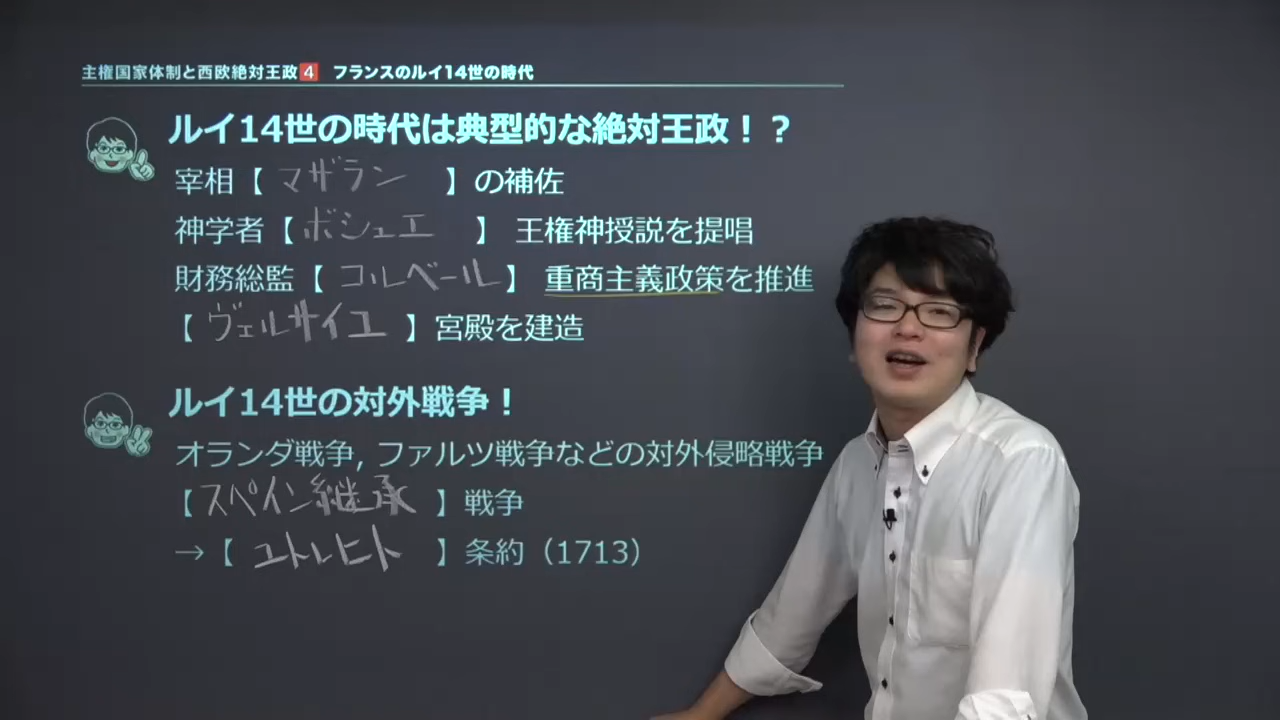 主権国家体制と西欧絶対王政4 フランスのルイ14世の時代
ルイ14世の時代は典型的な絶対王政！？
宰相【 マザラン 】の補佐
神学者【 ボシュエ 】 王権神授説を提唱
財務総監【 コルベール 】 重商主義政策を推進
【 ヴェルサイユ 】宮殿を建造
ルイ14世の対外戦争！
オランダ戦争, ファルツ戦争などの対外侵略戦争
【 スペイン継承 】戦争
→【 ユトレヒト 】条約（1713）